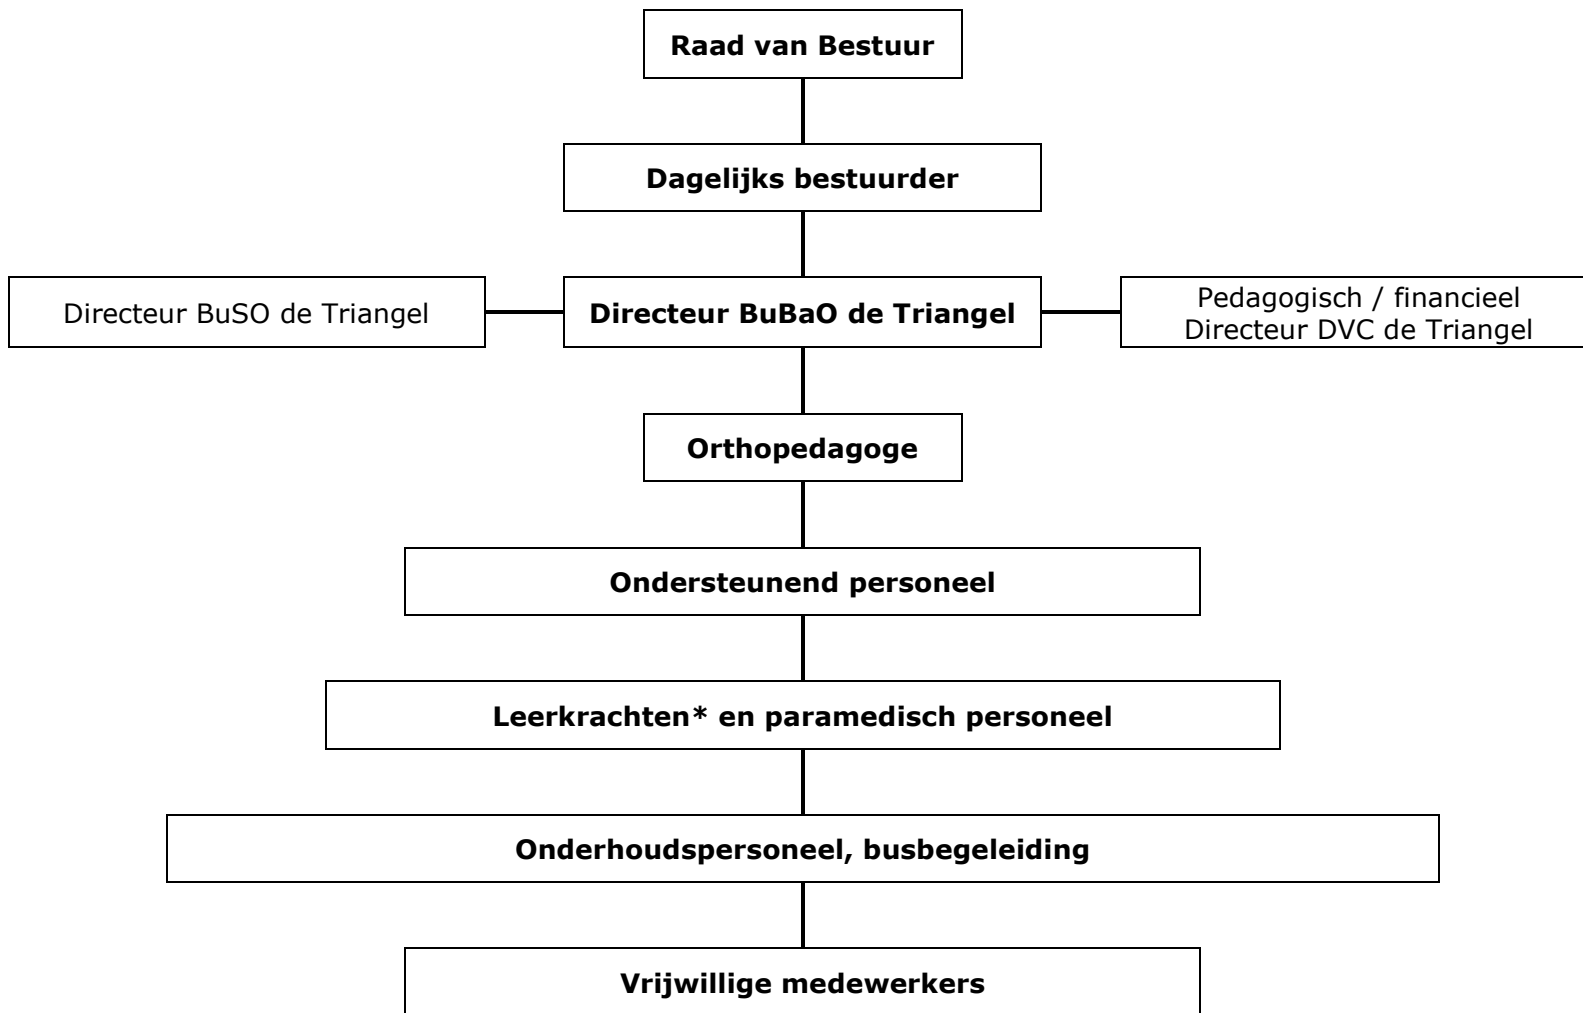 Raad van Bestuur
Dagelijks bestuurder
Directeur BuSO de Triangel
Directeur BuBaO de Triangel
Pedagogisch / financieel
Directeur DVC de Triangel
Orthopedagoge
Ondersteunend personeel
Leerkrachten* en paramedisch personeel
Onderhoudspersoneel, busbegeleiding
Vrijwillige medewerkers